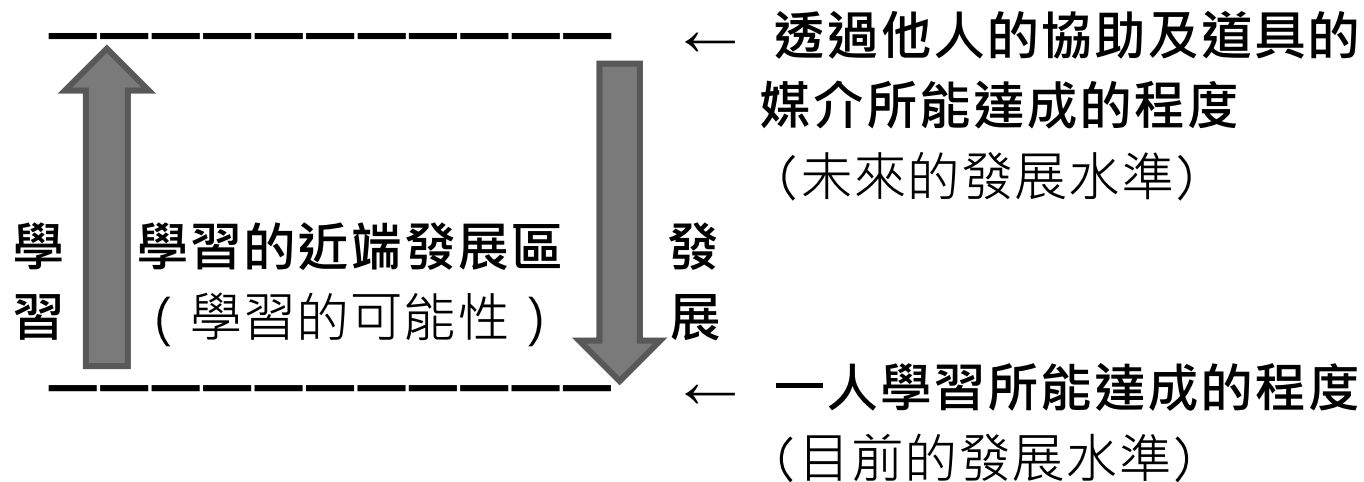 ← 透過他人的協助及道具的
媒介所能達成的程度
（未來的發展水準）
學習
學習的近端發展區
（學習的可能性）
發展
← 一人學習所能達成的程度
（目前的發展水準）